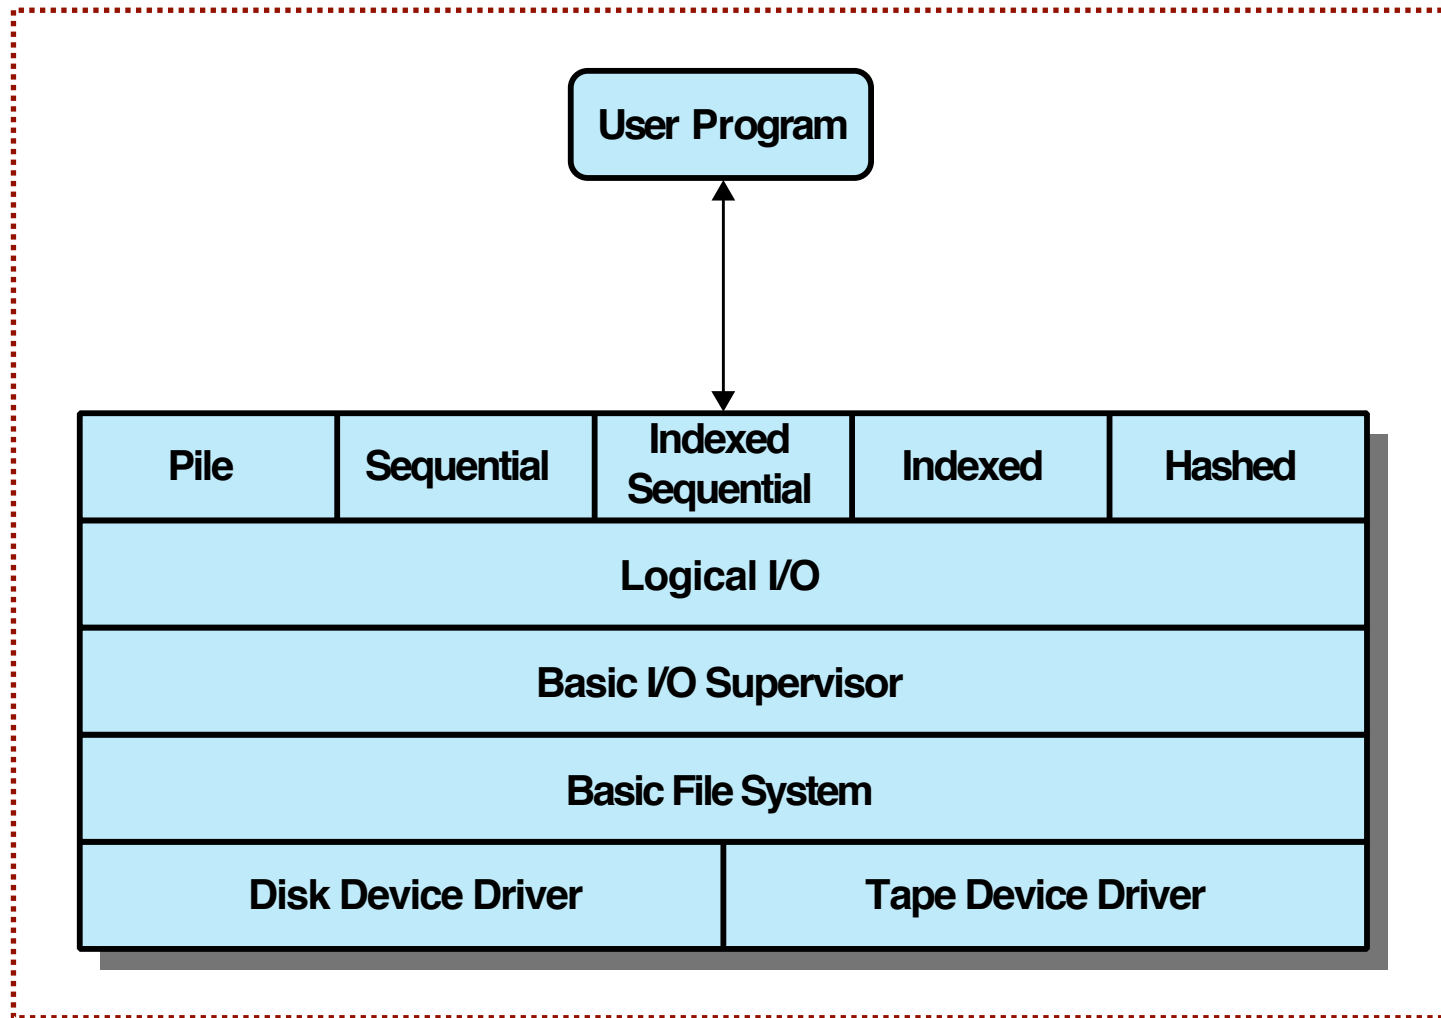 User Program
Pile
Sequential
Indexed
Sequential
Indexed
Hashed
Logical I/O
Basic I/O Supervisor
Basic File System
Disk Device Driver
Tape Device Driver